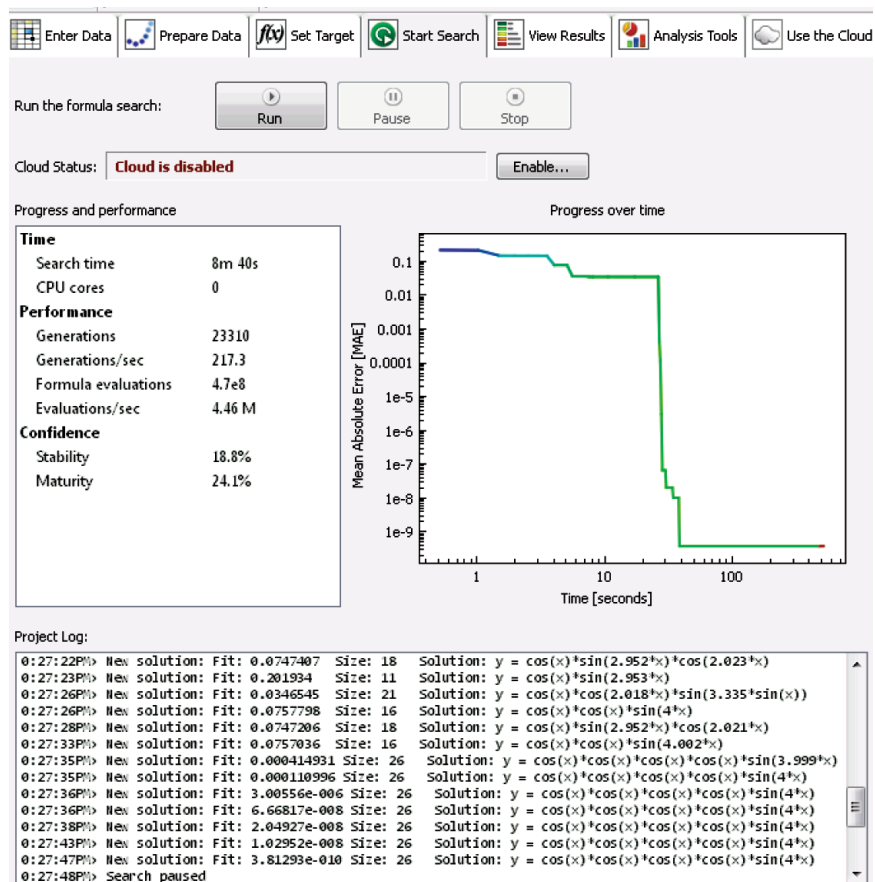 Enter Data Prepare Data f(x) Set Target Start Search View Results Analysis Tools Use the Cloud
Run the formula search: Run Pause Stop
Cloud Status: Cloud is disabled Enable...
Progress and performance
Time
Search time 8m 40s
CPU cores 0
Performance
Generations 23310
Generations/sec 217.3
Formula evaluations 4.7e8
Evaluations/sec 4.46 M
Confidence
Stability 18.8%
Maturity 24.1%
Progress over time
Mean Absolute Error [MAE]
0.1
0.01
0.001
0.0001
1e-5
1e-6
1e-7
1e-8
1e-9
1 10 100
Time [seconds]
Project Log:
0:27:22PM> New solution: Fit: 0.0747407 Size: 18 Solution: y = cos(x)*sin(2.952*x)*cos(2.023*x)
0:27:23PM> New solution: Fit: 0.201934 Size: 11 Solution: y = cos(x)*sin(2.953*x)
0:27:26PM> New solution: Fit: 0.0346545 Size: 21 Solution: y = cos(x)*cos(2.018*x)*sin(3.335*sin(x))
0:27:26PM> New solution: Fit: 0.0757798 Size: 16 Solution: y = cos(x)*cos(x)*sin(4*x)
0:27:28PM> New solution: Fit: 0.0747206 Size: 18 Solution: y = cos(x)*sin(2.952*x)*cos(2.021*x)
0:27:33PM> New solution: Fit: 0.0757036 Size: 16 Solution: y = cos(x)*cos(x)*sin(4.002*x)
0:27:35PM> New solution: Fit: 0.000414931 Size: 26 Solution: y = cos(x)*cos(x)*cos(x)*cos(x)*sin(3.999*x)
0:27:35PM> New solution: Fit: 0.000110996 Size: 26 Solution: y = cos(x)*cos(x)*cos(x)*cos(x)*sin(4*x)
0:27:36PM> New solution: Fit: 3.00556e-006 Size: 26 Solution: y = cos(x)*cos(x)*cos(x)*cos(x)*sin(4*x)
0:27:36PM> New solution: Fit: 6.66817e-008 Size: 26 Solution: y = cos(x)*cos(x)*cos(x)*cos(x)*sin(4*x)
0:27:38PM> New solution: Fit: 2.04927e-008 Size: 26 Solution: y = cos(x)*cos(x)*cos(x)*cos(x)*sin(4*x)
0:27:43PM> New solution: Fit: 1.02952e-008 Size: 26 Solution: y = cos(x)*cos(x)*cos(x)*cos(x)*sin(4*x)
0:27:47PM> New solution: Fit: 3.81293e-010 Size: 26 Solution: y = cos(x)*cos(x)*cos(x)*cos(x)*sin(4*x)
0:27:48PM> Search paused